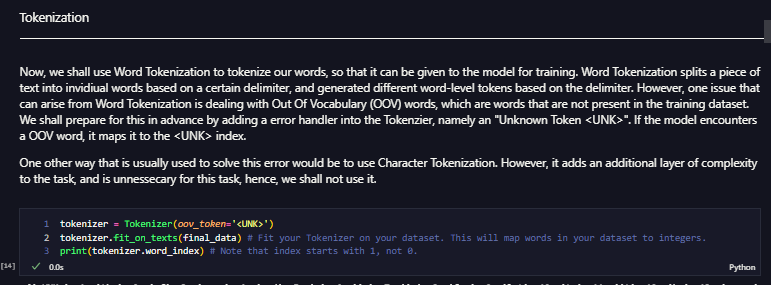 Tokenization
Now, we shall use Word Tokenization to tokenize our words, so that it can be given to the model for training. Word Tokenization splits a piece of
text into invidiual words based on a certain delimiter, and generated different word-level tokens based on the delimiter. However, one issue that
can arise from Word Tokenization is dealing with Out Of Vocabulary (OOV) words, which are words that are not present in the training dataset.
We shall prepare for this in advance by adding a error handler into the Tokenzier, namely an "Unknown Token <UNK>". If the model encounters
a OOV word, it maps it to the <UNK> index.
One other way that is usually used to solve this error would be to use Character Tokenization. However, it adds an additional layer of complexity
to the task, and is unnessecary for this task, hence, we shall not use it.
1 tokenizer = Tokenizer(oov_token='<UNK>')
2 tokenizer.fit_on_texts(final_data) # Fit your Tokenizer on your dataset. This will map words in your dataset to integers.
3 print(tokenizer.word_index) # Note that index starts with 1, not 0.
[14] ✓ 0.0s Python